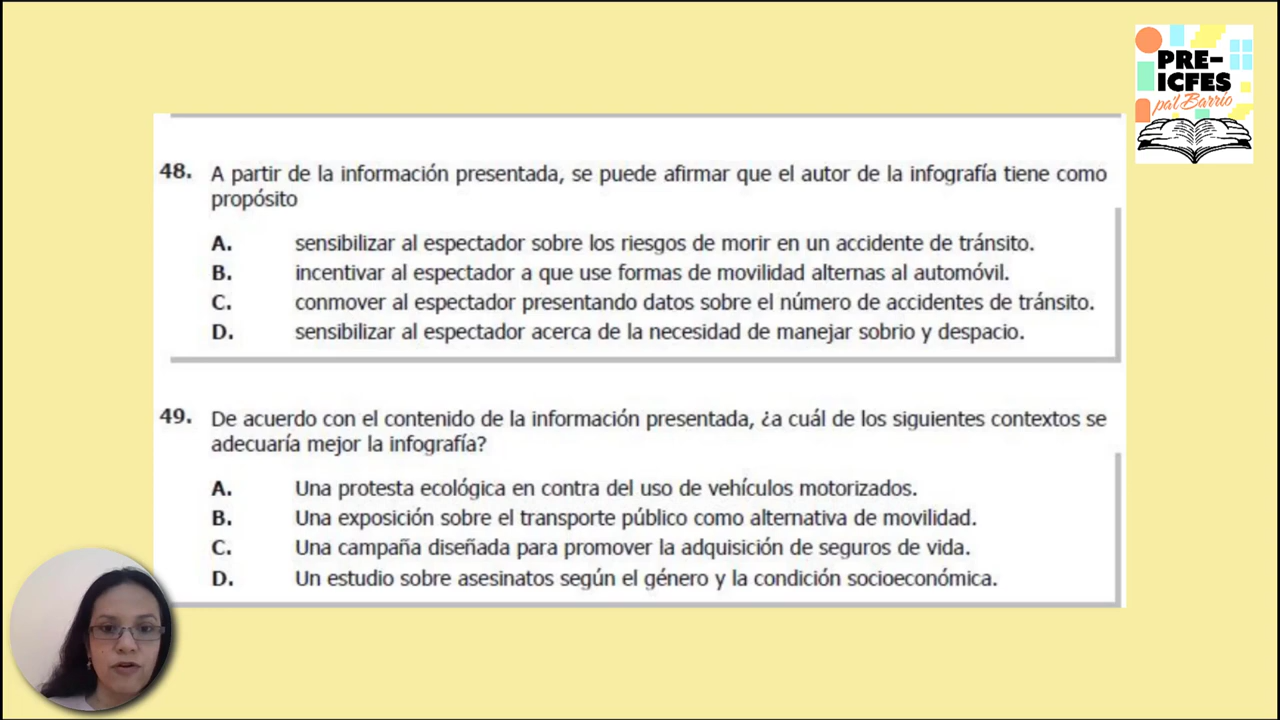 PRE-
ICFES
pa'l Barrio
48. A partir de la información presentada, se puede afirmar que el autor de la infografía tiene como
propósito
A. sensibilizar al espectador sobre los riesgos de morir en un accidente de tránsito.
B. incentivar al espectador a que use formas de movilidad alternas al automóvil.
C. conmover al espectador presentando datos sobre el número de accidentes de tránsito.
D. sensibilizar al espectador acerca de la necesidad de manejar sobrio y despacio.
49. De acuerdo con el contenido de la información presentada, ¿a cuál de los siguientes contextos se
adecuaría mejor la infografía?
A. Una protesta ecológica en contra del uso de vehículos motorizados.
B. Una exposición sobre el transporte público como alternativa de movilidad.
C. Una campaña diseñada para promover la adquisición de seguros de vida.
D. Un estudio sobre asesinatos según el género y la condición socioeconómica.